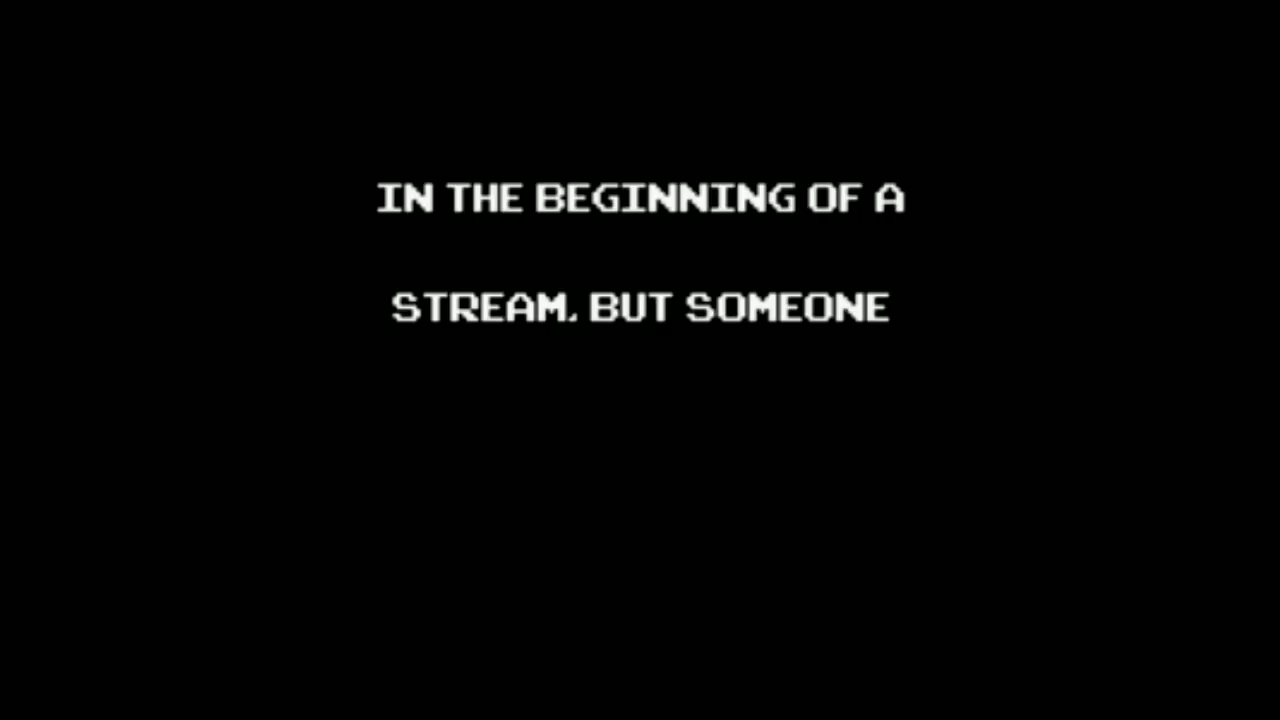 IN THE BEGINNING OF A
STREAM, BUT SOMEONE